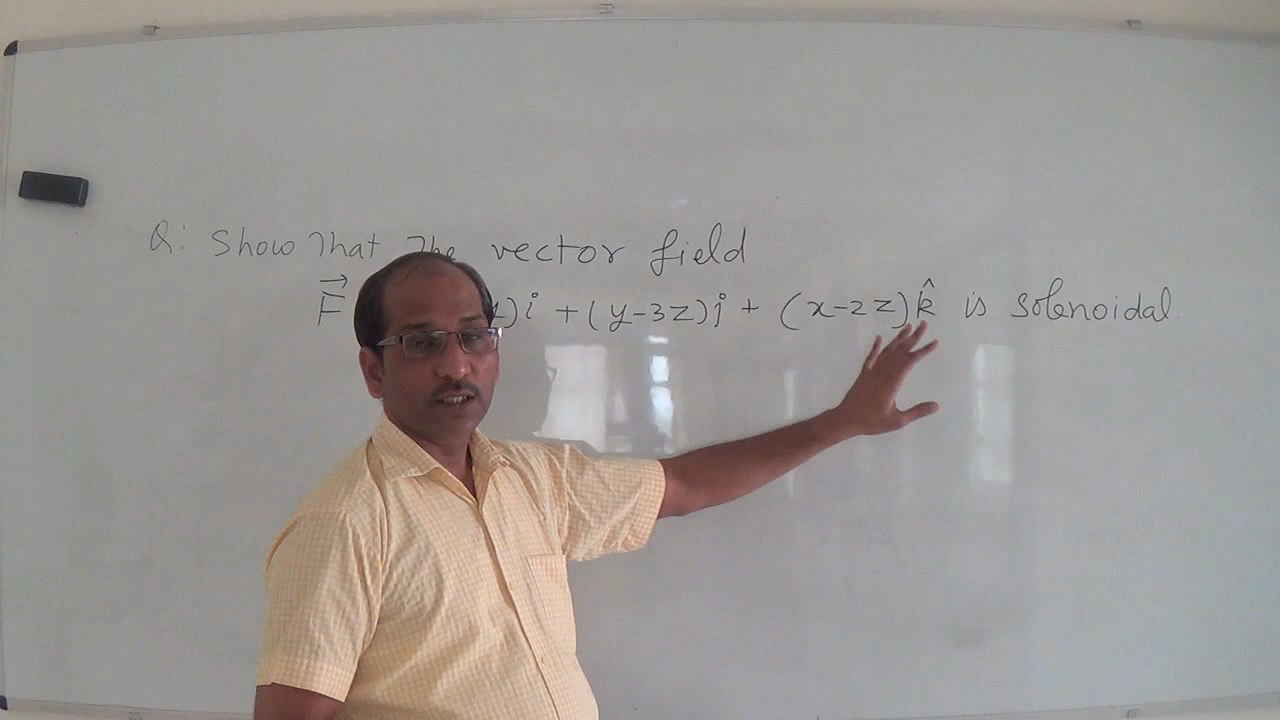 Q: Show That The vector field
F )i + (y-3z)j + (x-2z)k̂ is Solenoidal.